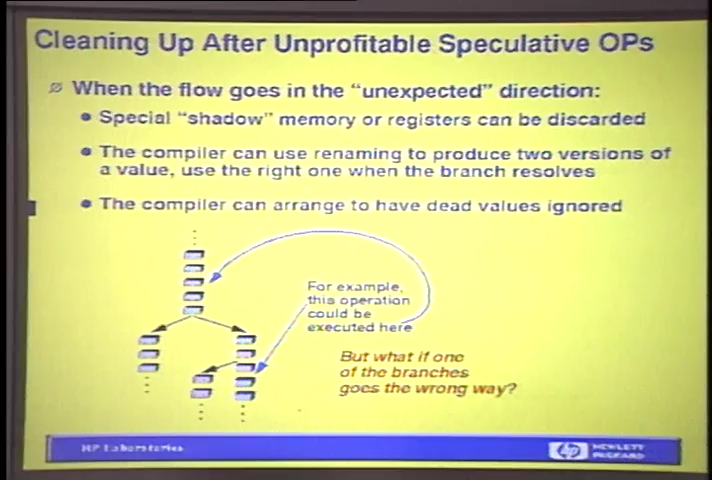 Cleaning Up After Unprofitable Speculative OPs
When the flow goes in the "unexpected" direction:
Special "shadow" memory or registers can be discarded
The compiler can use renaming to produce two versions of
a value, use the right one when the branch resolves
The compiler can arrange to have dead values ignored
For example,
this operation
could be
executed here
But what if one
of the branches
goes the wrong way?
HP Laboratories
hp
HEWLETT
PACKARD